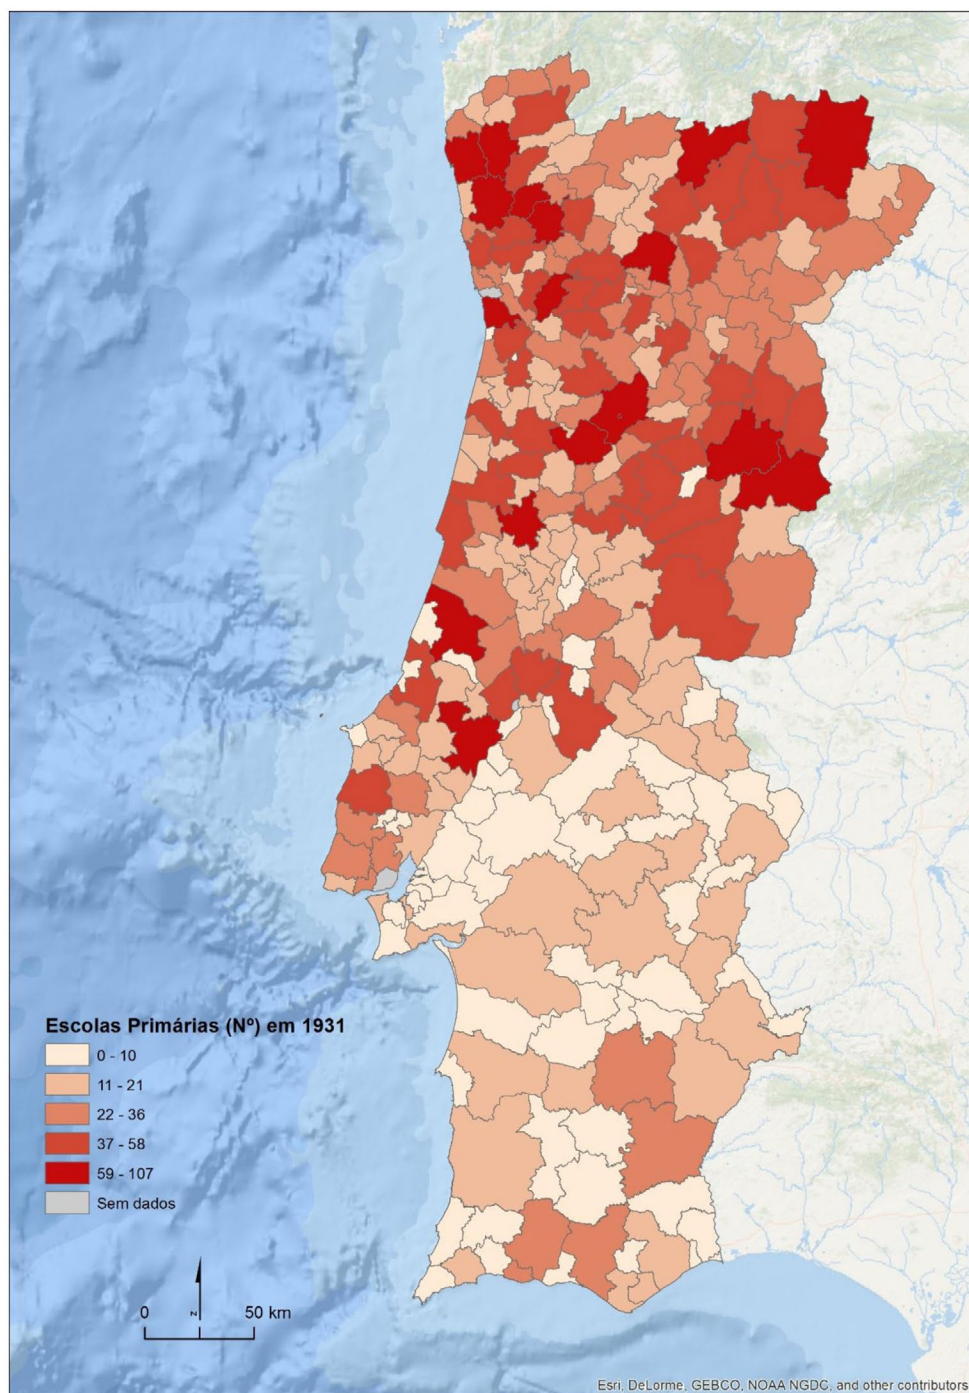 Escolas Primárias (Nº) em 1931
0 - 10
11 - 21
22 - 36
37 - 58
59 - 107
Sem dados
N
0 50 km
Esri, DeLorme, GEBCO, NOAA NGDC, and other contributors